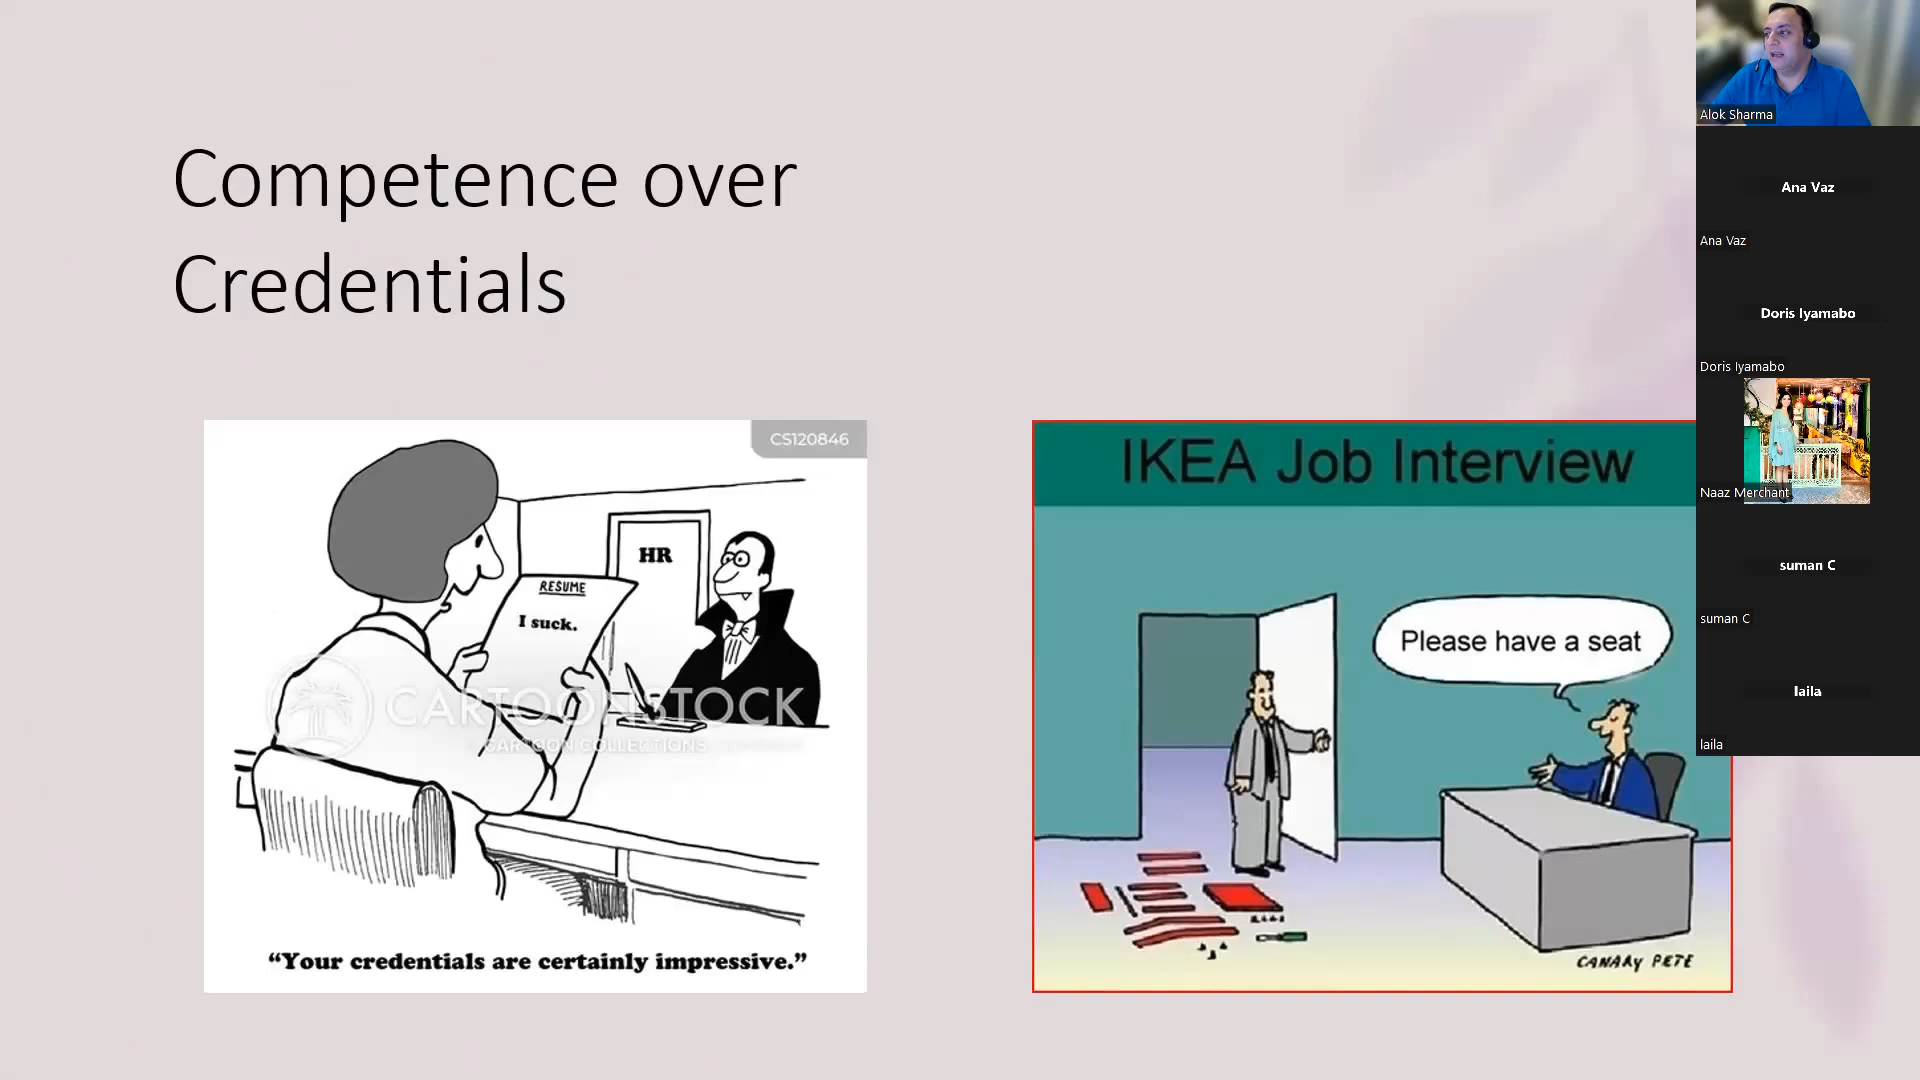 Competence over
Credentials
CS120846
HR
RESUME
I suck.
CARTOONSTOCK
CARTOON COLLECTIONS
“Your credentials are certainly impressive.”
IKEA Job Interview
Please have a seat
CANARY PETE
Alok Sharma
Ana Vaz
Ana Vaz
Doris Iyamabo
Doris Iyamabo
Naaz Merchant
suman C
suman C
laila
laila